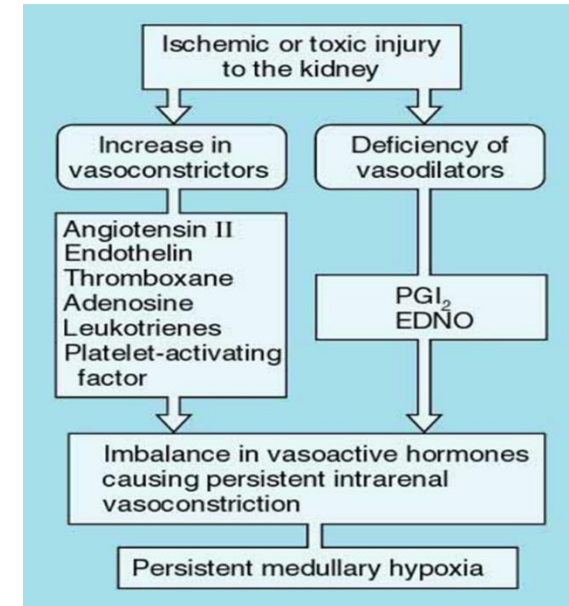 Ischemic or toxic injury
to the kidney
Increase in
vasoconstrictors
Deficiency of
vasodilators
Angiotensin II
Endothelin
Thromboxane
Adenosine
Leukotrienes
Platelet-activating
factor
PGI₂
EDNO
Imbalance in vasoactive hormones
causing persistent intrarenal
vasoconstriction
Persistent medullary hypoxia